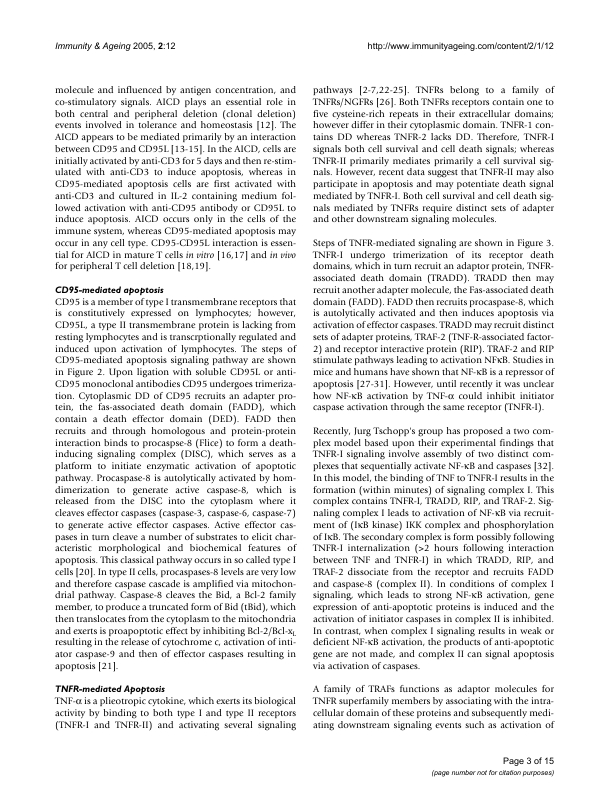 Immunity & Ageing 2005, 2:12
http://www.immunityageing.com/content/2/1/12
molecule and influenced by antigen concentration, and
co-stimulatory signals. AICD plays an essential role in
both central and peripheral deletion (clonal deletion)
events involved in tolerance and homeostasis [12]. The
AICD appears to be mediated primarily by an interaction
between CD95 and CD95L [13-15]. In the AICD, cells are
initially activated by anti-CD3 for 5 days and then re-stim-
ulated with anti-CD3 to induce apoptosis, whereas in
CD95-mediated apoptosis cells are first activated with
anti-CD3 and cultured in IL-2 containing medium fol-
lowed activation with anti-CD95 antibody or CD95L to
induce apoptosis. AICD occurs only in the cells of the
immune system, whereas CD95-mediated apoptosis may
occur in any cell type. CD95-CD95L interaction is essen-
tial for AICD in mature T cells in vitro [16,17] and in vivo
for peripheral T cell deletion [18,19].
CD95-mediated apoptosis
CD95 is a member of type I transmembrane receptors that
is constitutively expressed on lymphocytes; however,
CD95L, a type II transmembrane protein is lacking from
resting lymphocytes and is transcrptionally regulated and
induced upon activation of lymphocytes. The steps of
CD95-mediated apoptosis signaling pathway are shown
in Figure 2. Upon ligation with soluble CD95L or anti-
CD95 monoclonal antibodies CD95 undergoes trimeriza-
tion. Cytoplasmic DD of CD95 recruits an adapter pro-
tein, the fas-associated death domain (FADD), which
contain a death effector domain (DED). FADD then
recruits and through homologous and protein-protein
interaction binds to procaspse-8 (Flice) to form a death-
inducing signaling complex (DISC), which serves as a
platform to initiate enzymatic activation of apoptotic
pathway. Procaspase-8 is autolytically activated by hom-
dimerization to generate active caspase-8, which is
released from the DISC into the cytoplasm where it
cleaves effector caspases (caspase-3, caspase-6, caspase-7)
to generate active effector caspases. Active effector cas-
pases in turn cleave a number of substrates to elicit char-
acteristic morphological and biochemical features of
apoptosis. This classical pathway occurs in so called type I
cells [20]. In type II cells, procaspases-8 levels are very low
and therefore caspase cascade is amplified via mitochon-
drial pathway. Caspase-8 cleaves the Bid, a Bcl-2 family
member, to produce a truncated form of Bid (tBid), which
then translocates from the cytoplasm to the mitochondria
and exerts is proapoptotic effect by inhibiting Bcl-2/Bcl-xL
resulting in the release of cytochrome c, activation of inti-
ator caspase-9 and then of effector caspases resulting in
apoptosis [21].
TNFR-mediated Apoptosis
TNF-α is a plieotropic cytokine, which exerts its biological
activity by binding to both type I and type II receptors
(TNFR-I and TNFR-II) and activating several signaling
pathways [2-7,22-25]. TNFRs belong to a family of
TNFRs/NGFRs [26]. Both TNFRs receptors contain one to
five cysteine-rich repeats in their extracellular domains;
however differ in their cytoplasmic domain. TNFR-1 con-
tains DD whereas TNFR-2 lacks DD. Therefore, TNFR-I
signals both cell survival and cell death signals; whereas
TNFR-II primarily mediates primarily a cell survival sig-
nals. However, recent data suggest that TNFR-II may also
participate in apoptosis and may potentiate death signal
mediated by TNFR-I. Both cell survival and cell death sig-
nals mediated by TNFRs require distinct sets of adapter
and other downstream signaling molecules.
Steps of TNFR-mediated signaling are shown in Figure 3.
TNFR-I undergo trimerization of its receptor death
domains, which in turn recruit an adaptor protein, TNFR-
associated death domain (TRADD). TRADD then may
recruit another adapter molecule, the Fas-associated death
domain (FADD). FADD then recruits procaspase-8, which
is autolytically activated and then induces apoptosis via
activation of effector caspases. TRADD may recruit distinct
sets of adapter proteins, TRAF-2 (TNF-R-associated factor-
2) and receptor interactive protein (RIP). TRAF-2 and RIP
stimulate pathways leading to activation NFκB. Studies in
mice and humans have shown that NF-κB is a repressor of
apoptosis [27-31]. However, until recently it was unclear
how NF-κB activation by TNF-α could inhibit initiator
caspase activation through the same receptor (TNFR-I).
Recently, Jurg Tschopp's group has proposed a two com-
plex model based upon their experimental findings that
TNFR-I signaling involve assembly of two distinct com-
plexes that sequentially activate NF-κB and caspases [32].
In this model, the binding of TNF to TNFR-I results in the
formation (within minutes) of signaling complex I. This
complex contains TNFR-I, TRADD, RIP, and TRAF-2. Sig-
naling complex I leads to activation of NF-κB via recruit-
ment of (IκB kinase) IKK complex and phosphorylation
of IκB. The secondary complex is form possibly following
TNFR-I internalization (>2 hours following interaction
between TNF and TNFR-I) in which TRADD, RIP, and
TRAF-2 dissociate from the receptor and recruits FADD
and caspase-8 (complex II). In conditions of complex I
signaling, which leads to strong NF-κB activation, gene
expression of anti-apoptotic proteins is induced and the
activation of initiator caspases in complex II is inhibited.
In contrast, when complex I signaling results in weak or
deficient NF-κB activation, the products of anti-apoptotic
gene are not made, and complex II can signal apoptosis
via activation of caspases.
A family of TRAFs functions as adaptor molecules for
TNFR superfamily members by associating with the intra-
cellular domain of these proteins and subsequently medi-
ating downstream signaling events such as activation of
Page 3 of 15
(page number not for citation purposes)